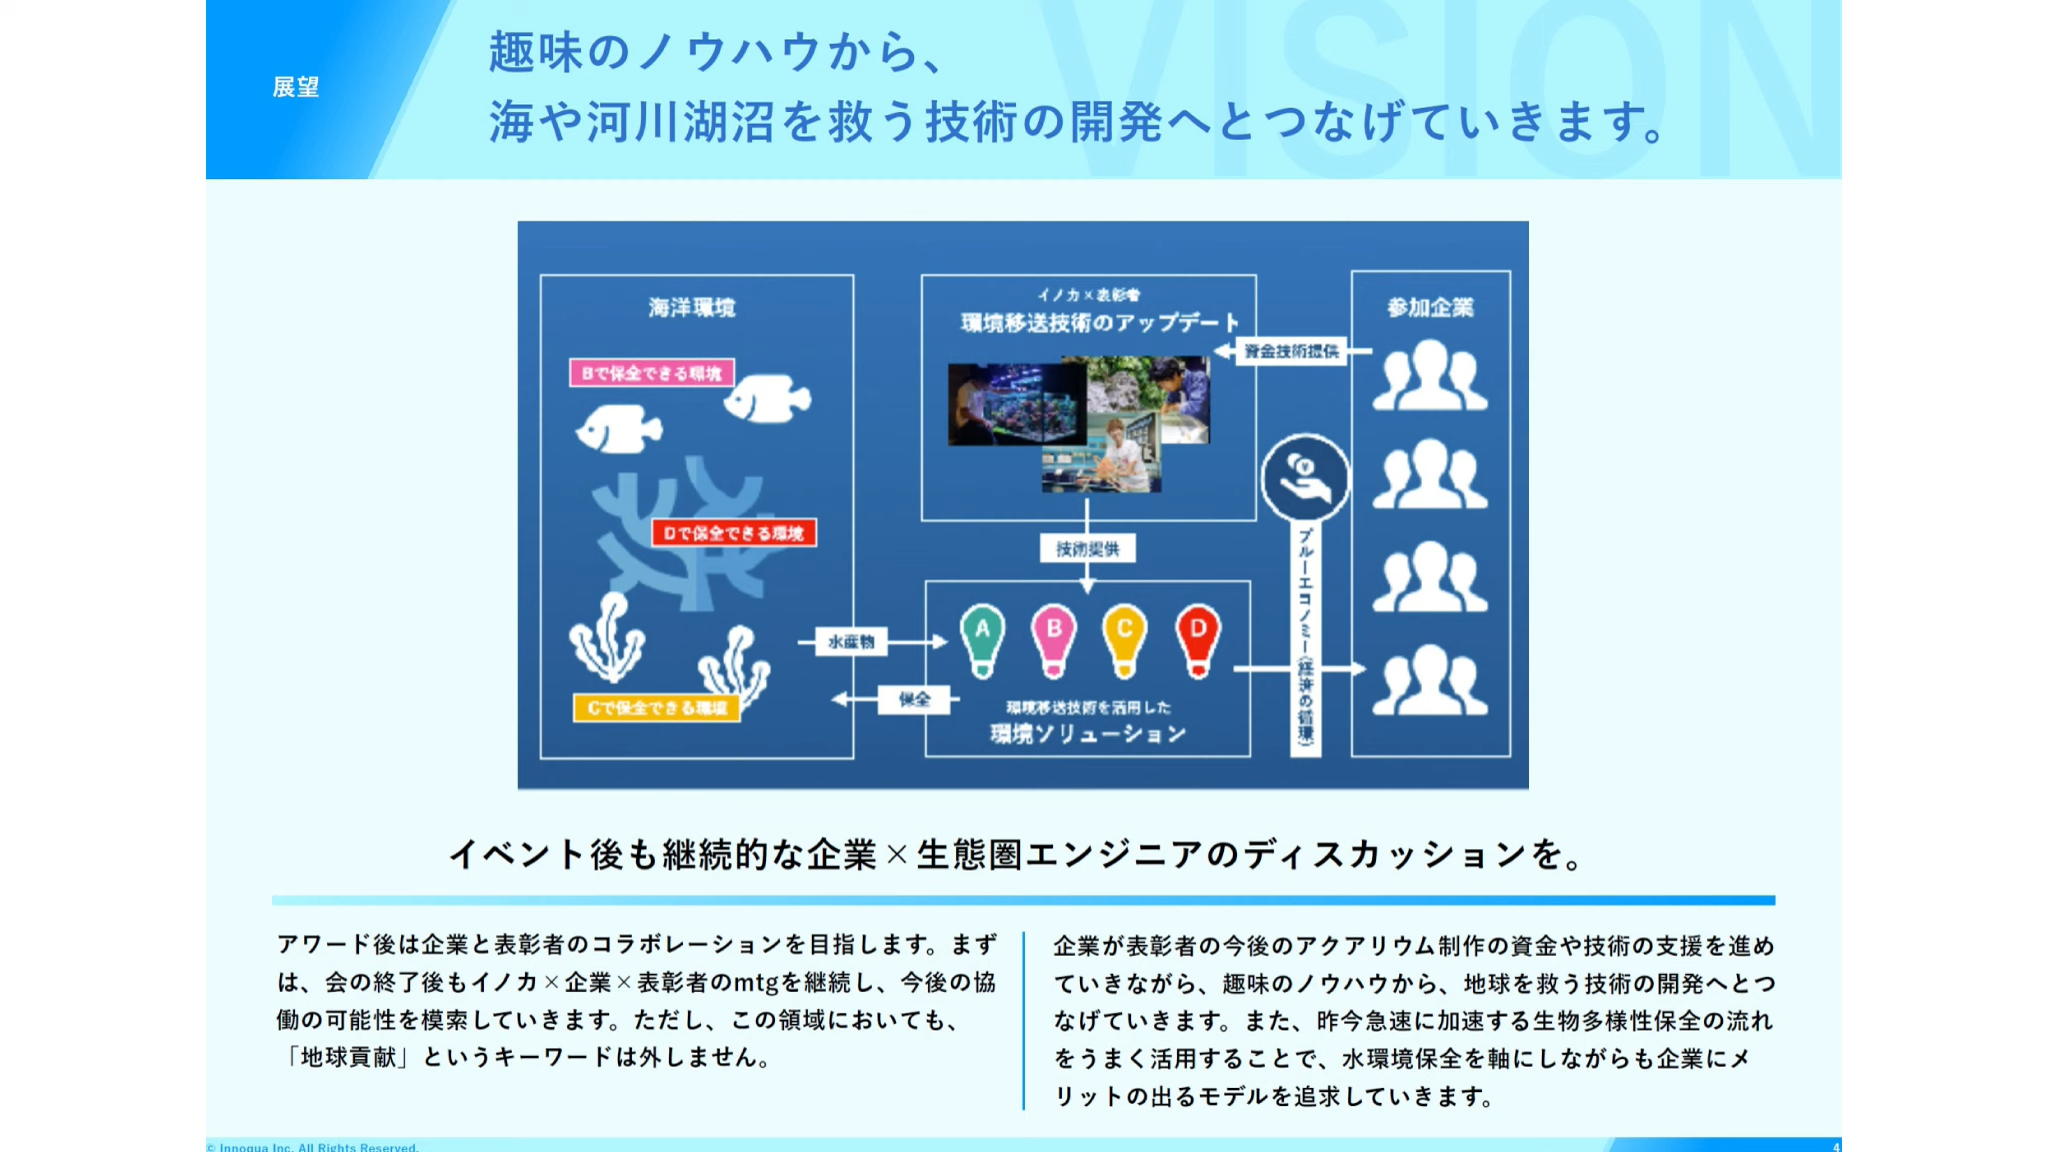 展望
VISION
趣味のノウハウから、
海や河川湖沼を救う技術の開発へとつなげていきます。
海洋環境
Bで保全できる環境
Dで保全できる環境
Cで保全できる環境
イノカ×表彰者
環境移送技術のアップデート
参加企業
資金技術提供
技術提供
水産物
保全
A B C D
環境移送技術を活用した
環境ソリューション
ブルーエコノミー(経済の循環)
イベント後も継続的な企業×生態圏エンジニアのディスカッションを。
アワード後は企業と表彰者のコラボレーションを目指します。まず
は、会の終了後もイノカ×企業×表彰者のmtgを継続し、今後の協
働の可能性を模索していきます。ただし、この領域においても、
「地球貢献」というキーワードは外しません。
企業が表彰者の今後のアクアリウム制作の資金や技術の支援を進め
ていきながら、趣味のノウハウから、地球を救う技術の開発へとつ
なげていきます。また、昨今急速に加速する生物多様性保全の流れ
をうまく活用することで、水環境保全を軸にしながらも企業にメ
リットの出るモデルを追求していきます。
© Innoqua Inc. All Rights Reserved.
4